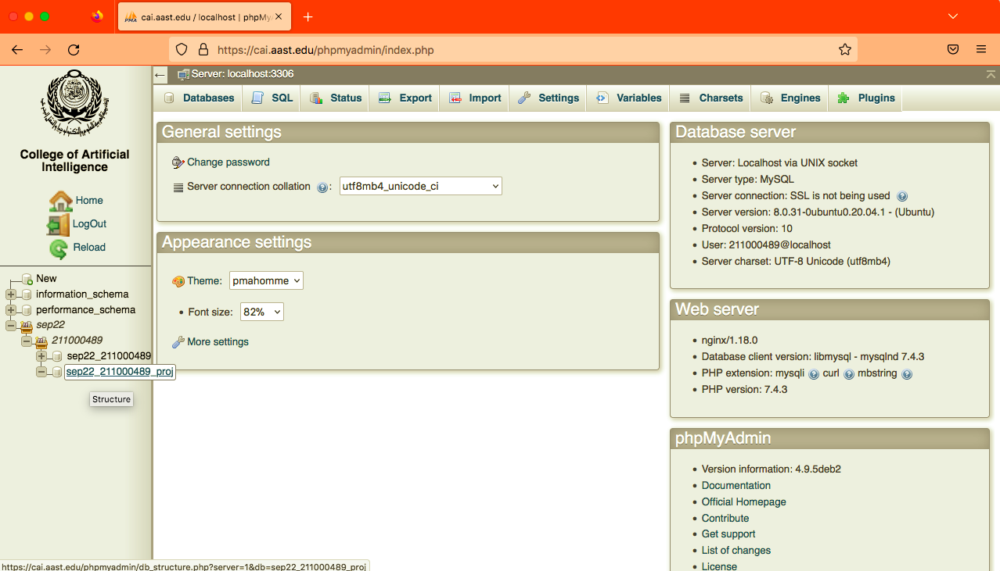 cai.aast.edu / localhost | phpMy
https://cai.aast.edu/phpmyadmin/index.php
College of Artificial
Intelligence
Home
LogOut
Reload
New
information_schema
performance_schema
sep22
211000489
sep22_211000489
sep22_211000489_proj
Structure
Server: localhost:3306
Databases SQL Status Export Import Settings Variables Charsets Engines Plugins
General settings
Change password
Server connection collation : utf8mb4_unicode_ci
Appearance settings
Theme: pmahomme
Font size: 82%
More settings
Database server
Server: Localhost via UNIX socket
Server type: MySQL
Server connection: SSL is not being used
Server version: 8.0.31-0ubuntu0.20.04.1 - (Ubuntu)
Protocol version: 10
User: 211000489@localhost
Server charset: UTF-8 Unicode (utf8mb4)
Web server
nginx/1.18.0
Database client version: libmysql - mysqlnd 7.4.3
PHP extension: mysqli curl mbstring
PHP version: 7.4.3
phpMyAdmin
Version information: 4.9.5deb2
Documentation
Official Homepage
Contribute
Get support
List of changes
License
https://cai.aast.edu/phpmyadmin/db_structure.php?server=1&db=sep22_211000489_proj